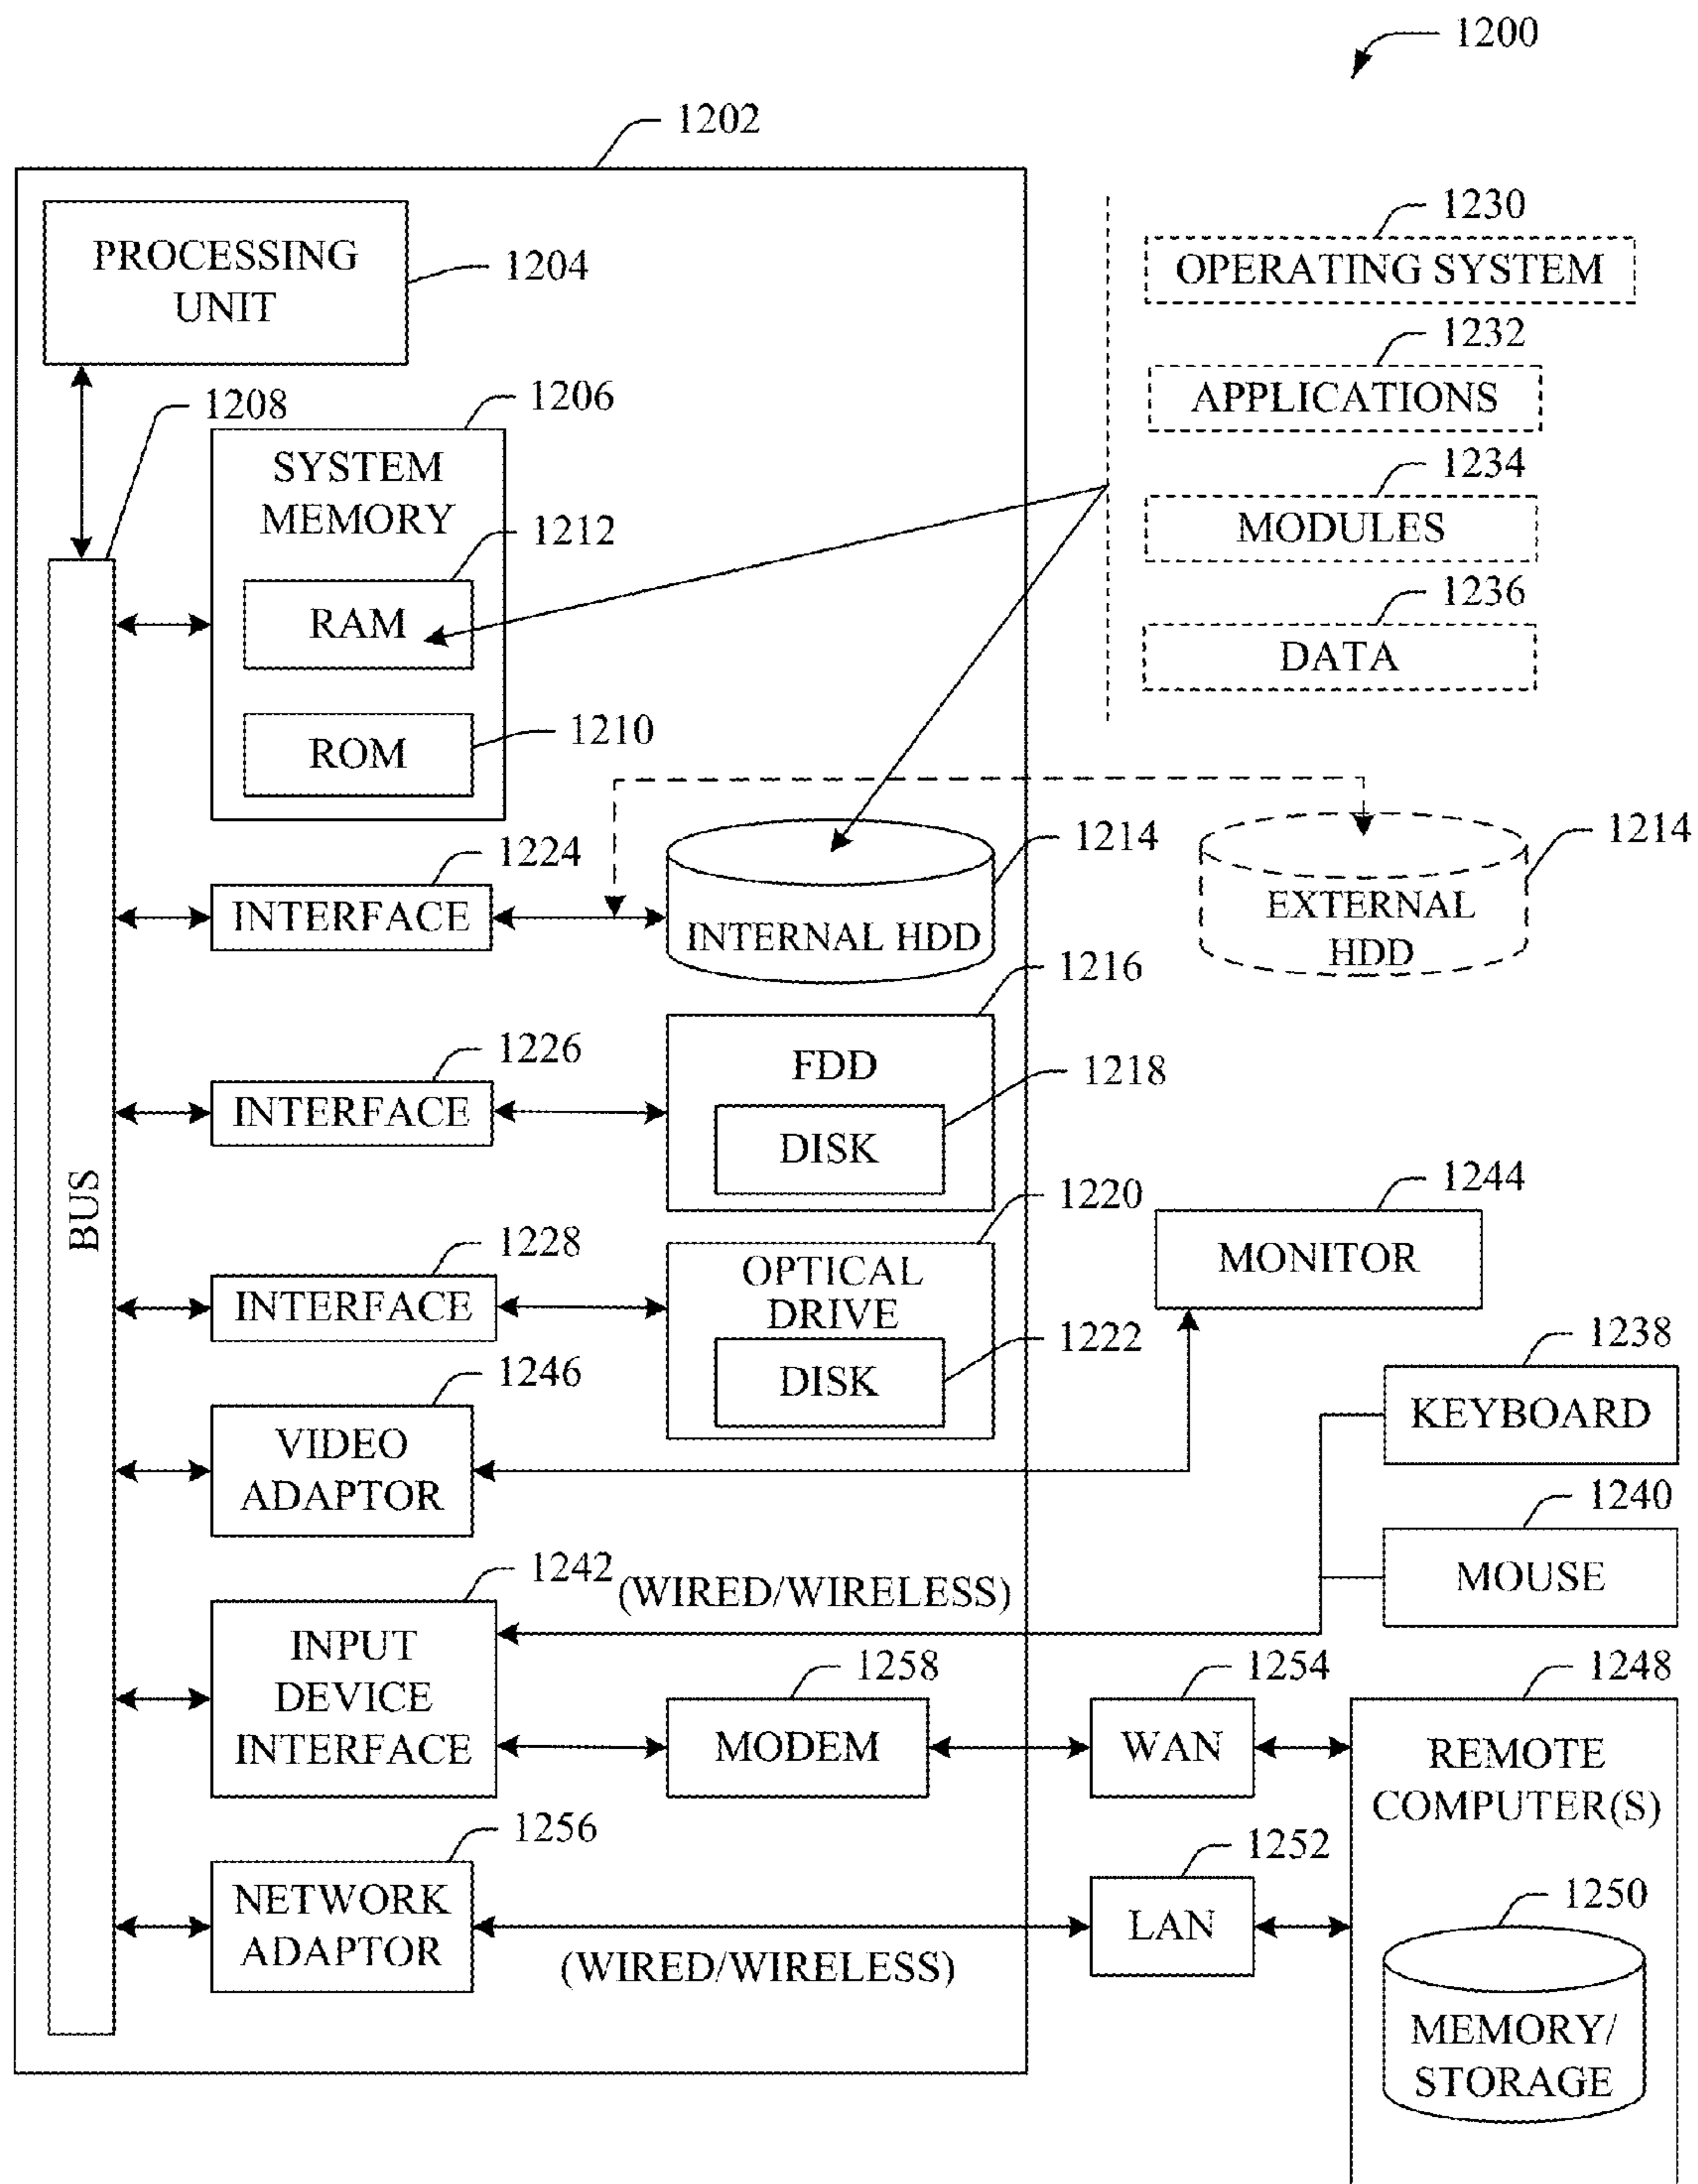 1200
1202
PROCESSING
UNIT
1204
1208
1206
SYSTEM
MEMORY
1212
RAM
1210
ROM
1230
OPERATING SYSTEM
1232
APPLICATIONS
1234
MODULES
1236
DATA
1224
INTERFACE
1214
INTERNAL HDD
1214
EXTERNAL
HDD
1226
INTERFACE
1216
FDD
1218
DISK
BUS
1228
INTERFACE
1220
OPTICAL
DRIVE
1222
DISK
1244
MONITOR
1246
VIDEO
ADAPTOR
1238
KEYBOARD
1240
MOUSE
1242
(WIRED/WIRELESS)
INPUT
DEVICE
INTERFACE
1258
MODEM
1254
WAN
1248
REMOTE
COMPUTER(S)
1256
NETWORK
ADAPTOR
(WIRED/WIRELESS)
1252
LAN
1250
MEMORY/
STORAGE